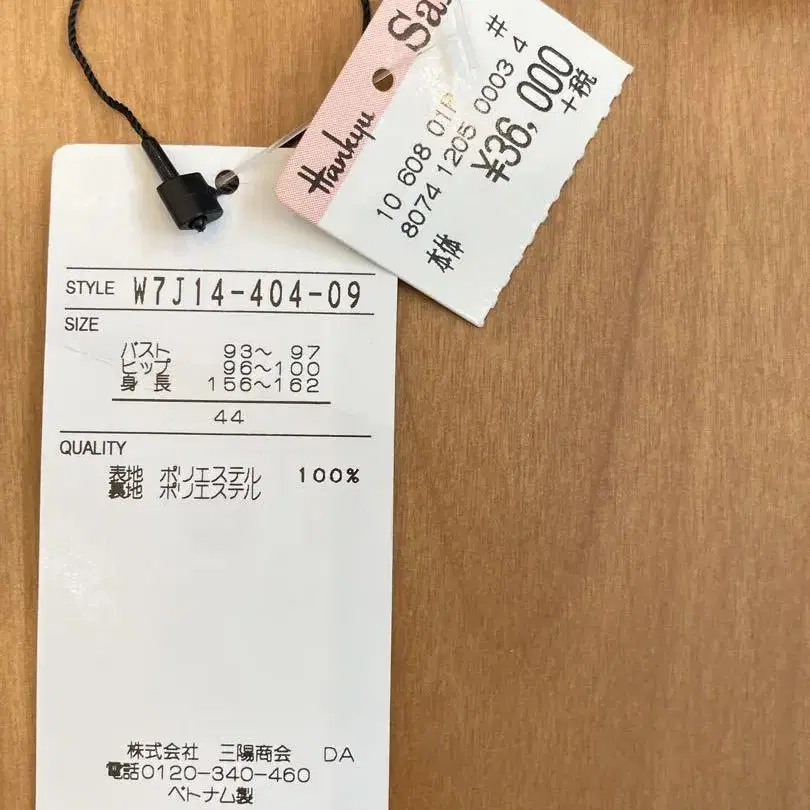 Hankyu
Sa
#
10 608 01P
8074 1205 0003 4
本体
¥36,000
+税
STYLE W7J14-404-09
SIZE
バスト 93~ 97
ヒップ 96~100
身 長 156~162
44
QUALITY
表地 ポリエステル 100%
裏地 ポリエステル
株式会社 三陽商会 DA
電話0120-340-460
ベトナム製